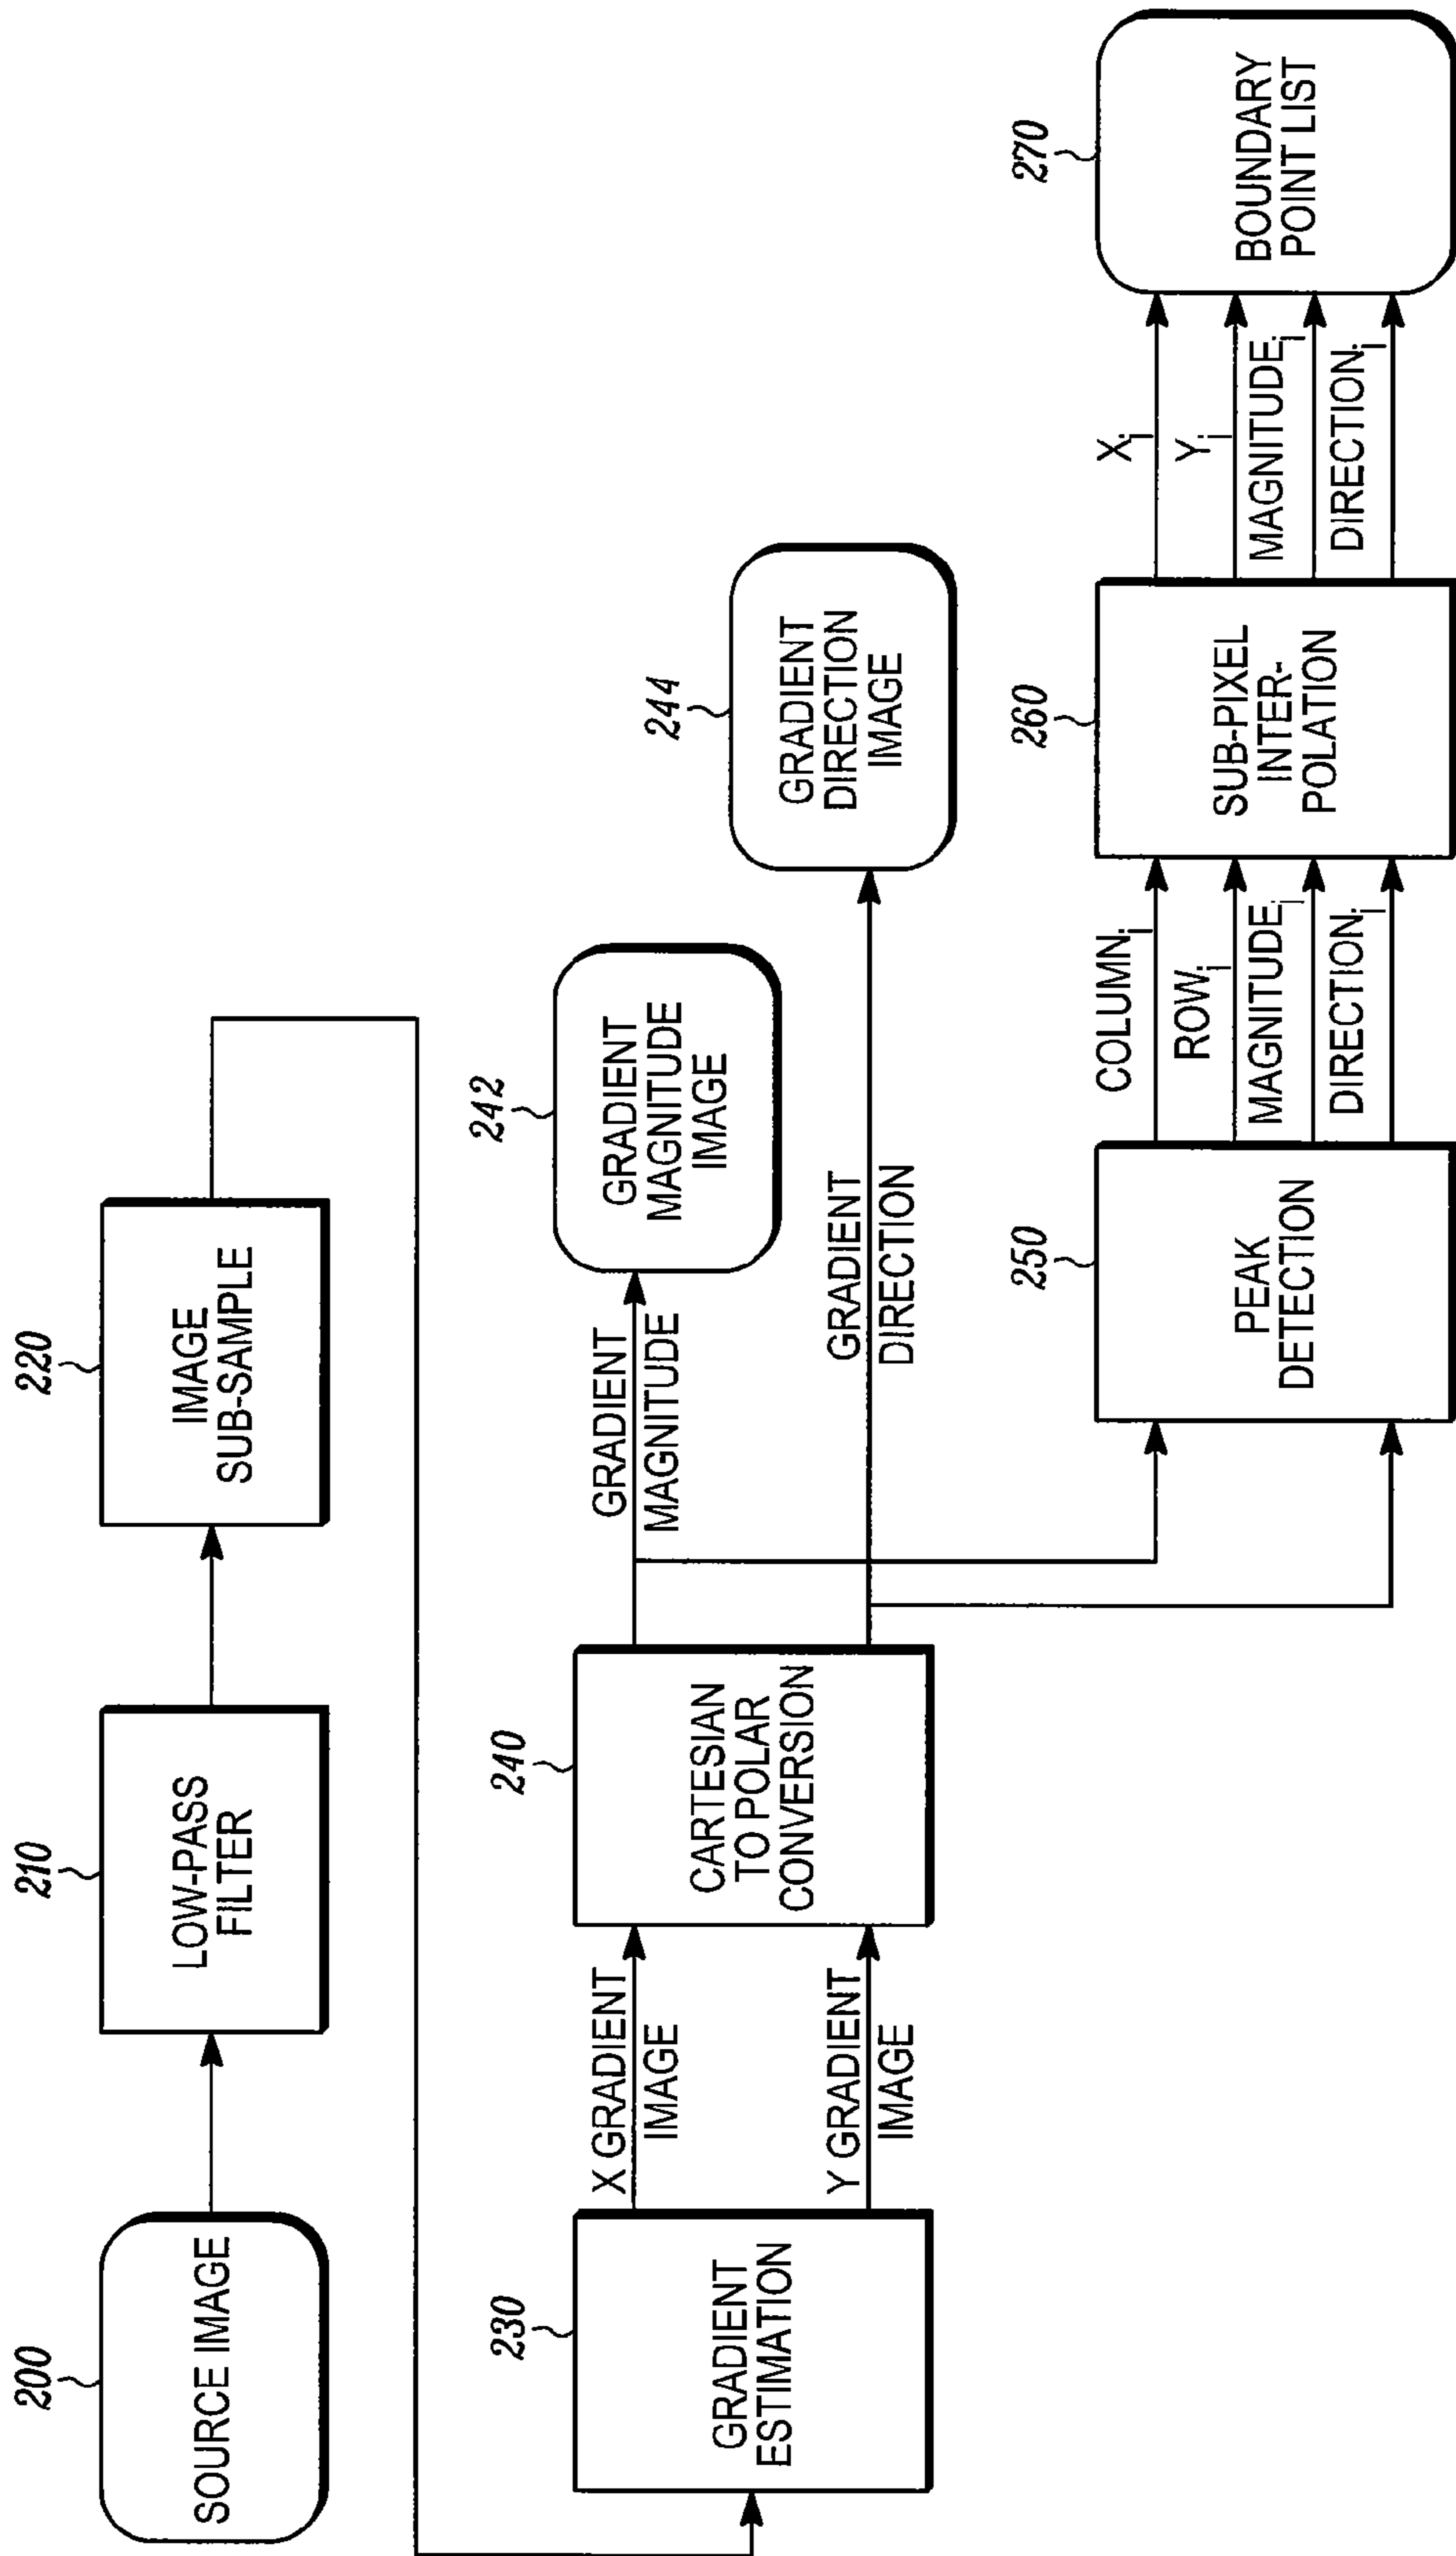 200
SOURCE IMAGE
210
LOW-PASS
FILTER
220
IMAGE
SUB-SAMPLE
230
GRADIENT
ESTIMATION
X GRADIENT
IMAGE
Y GRADIENT
IMAGE
240
CARTESIAN
TO POLAR
CONVERSION
GRADIENT
MAGNITUDE
242
GRADIENT
MAGNITUDE
IMAGE
GRADIENT
DIRECTION
244
GRADIENT
DIRECTION
IMAGE
250
PEAK
DETECTION
COLUMNi
ROWi
MAGNITUDEi
DIRECTIONi
260
SUB-PIXEL
INTER-
POLATION
Xi
Yi
MAGNITUDEi
DIRECTIONi
270
BOUNDARY
POINT LIST